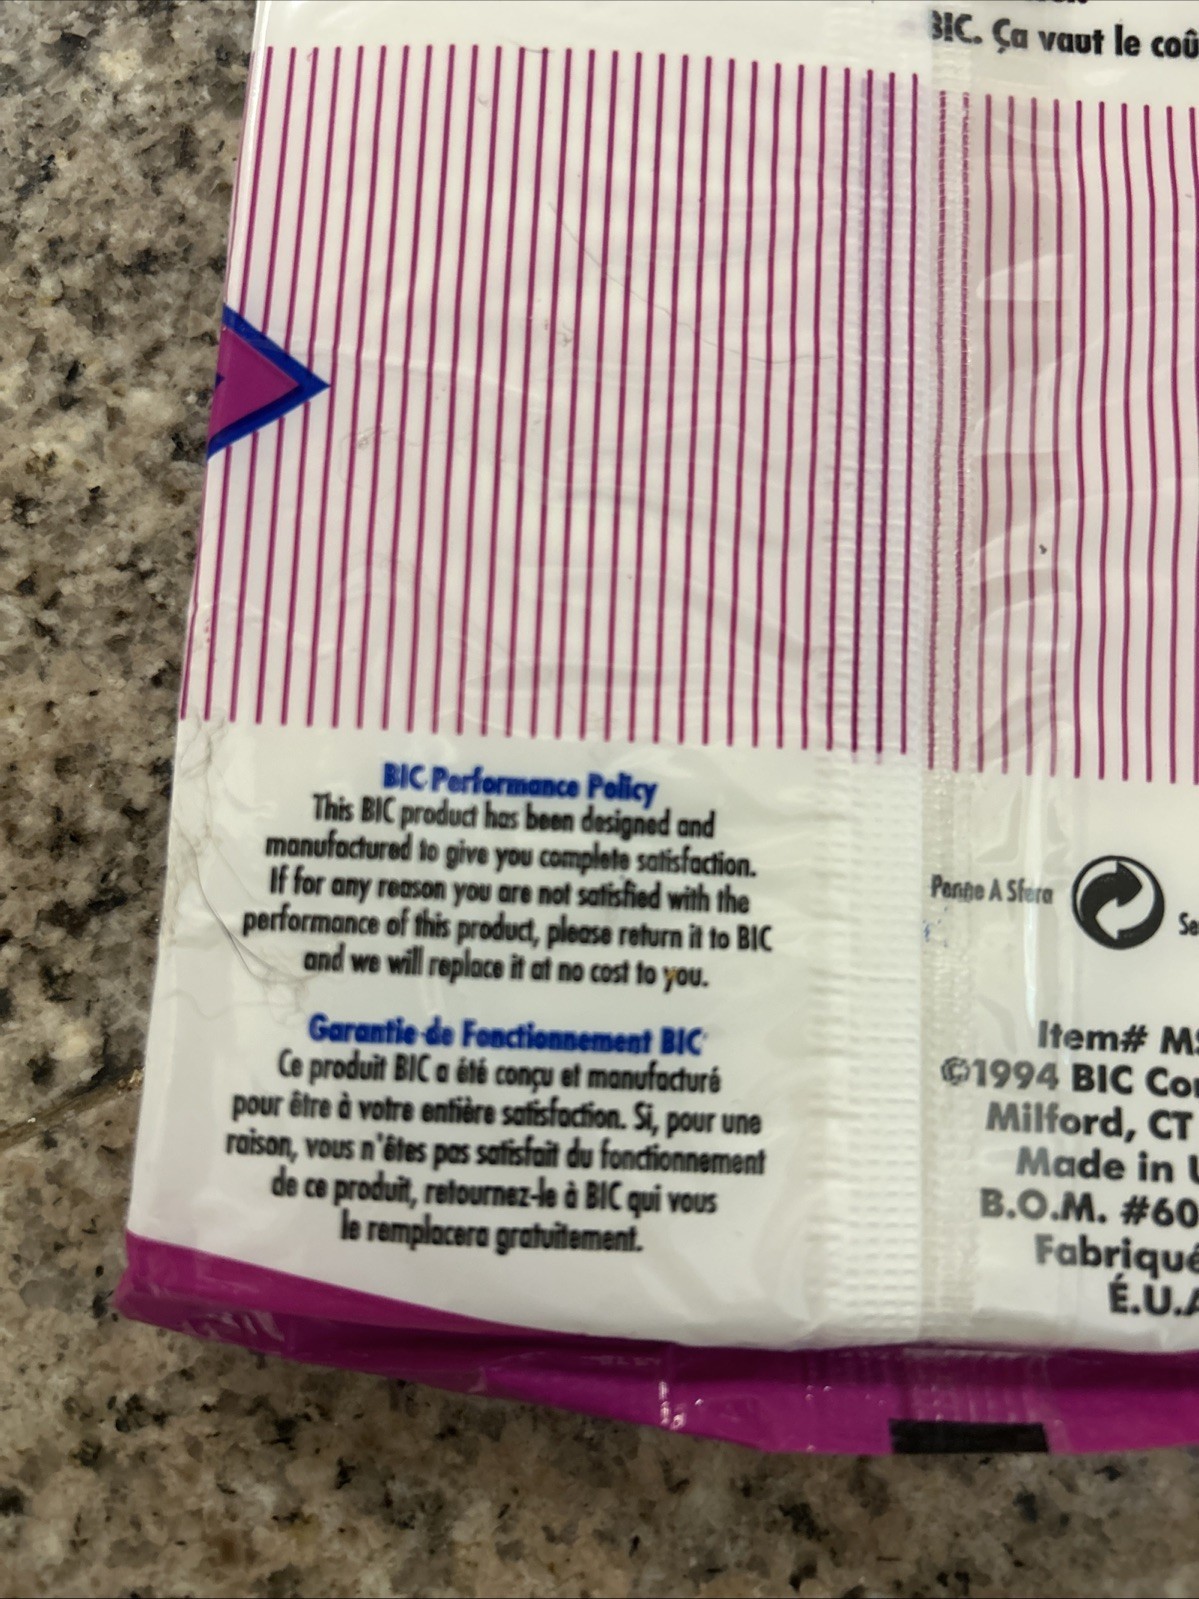 BIC. Ça vaut le coû
BIC Performance Policy
This BIC product has been designed and
manufactured to give you complete satisfaction.
If for any reason you are not satisfied with the
performance of this product, please return it to BIC
and we will replace it at no cost to you.
Garantie de Fonctionnement BIC
Ce produit BIC a été conçu et manufacturé
pour être à votre entière satisfaction. Si, pour une
raison, vous n'êtes pas satisfait du fonctionnement
de ce produit, retournez-le à BIC qui vous
le remplacera gratuitement.
Penne A Sfera
Item#
©1994 BIC
Milford, CT
Made in
B.O.M. #60
Fabriqué
É.U.A